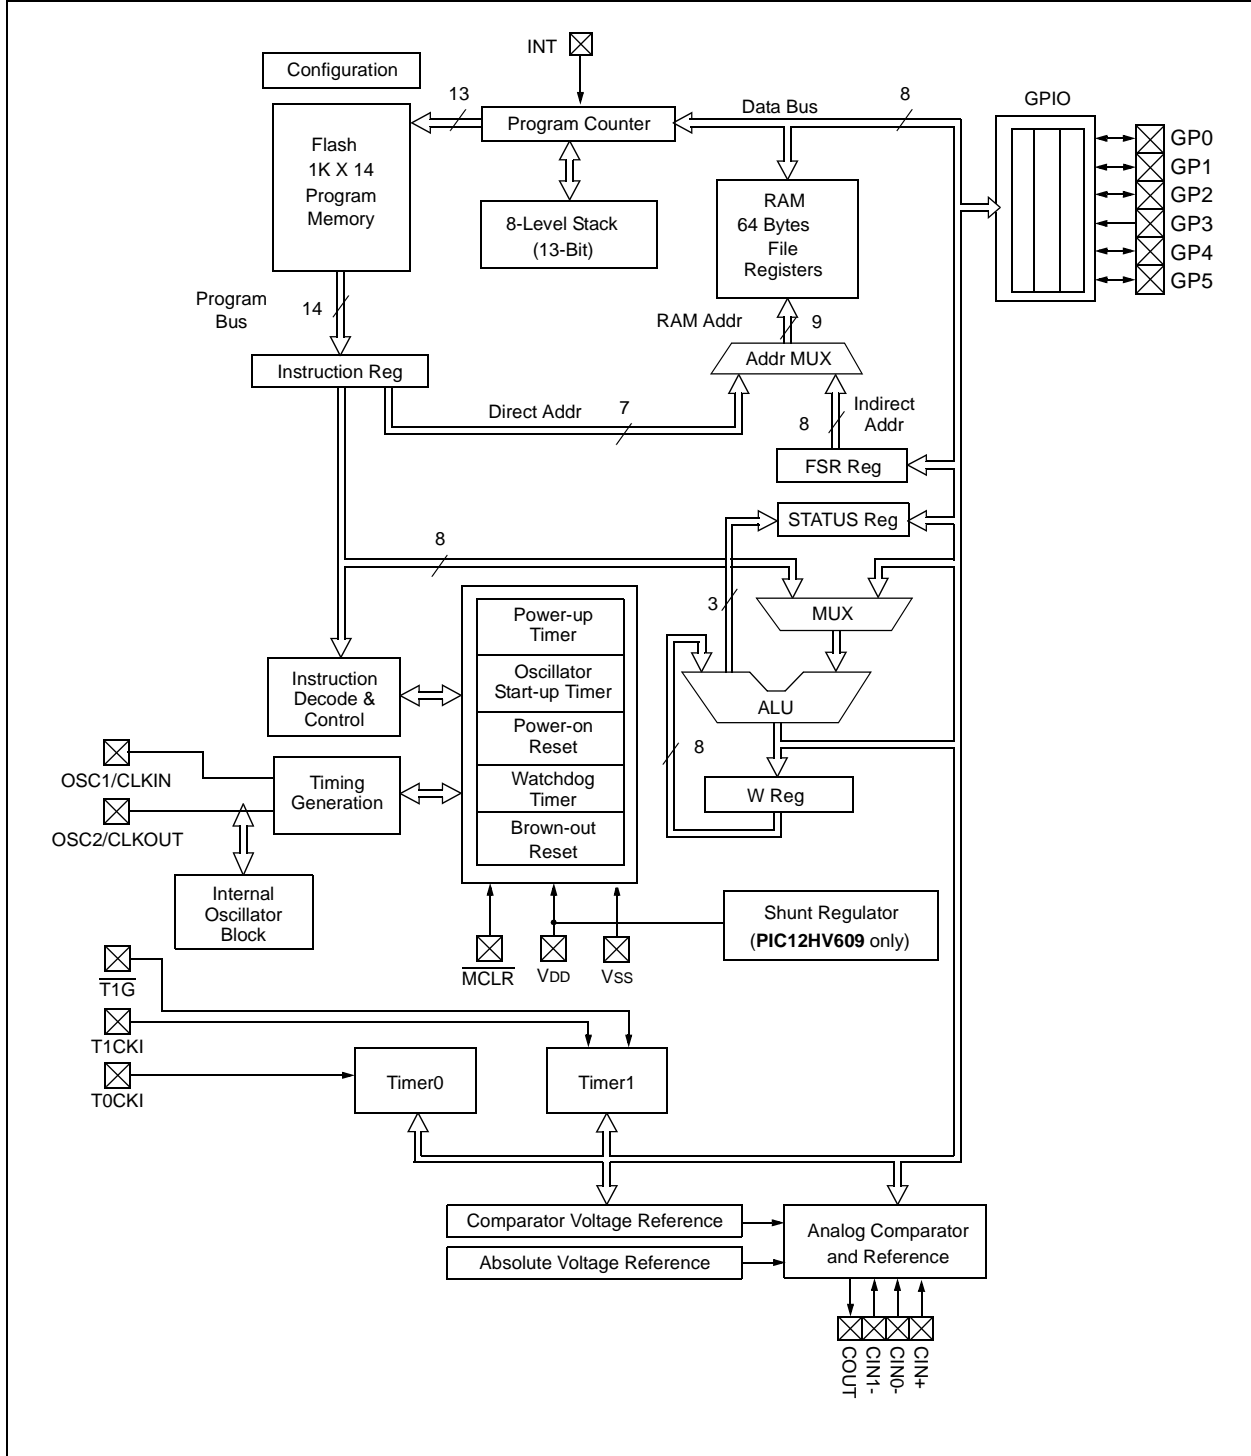 INT
Configuration
13
Program Counter
Data Bus
8
GPIO
Flash
1K X 14
Program
Memory
8-Level Stack
(13-Bit)
RAM
64 Bytes
File
Registers
GP0
GP1
GP2
GP3
GP4
GP5
Program
Bus
14
RAM Addr
9
Addr MUX
Instruction Reg
Direct Addr
7
Indirect
Addr
8
FSR Reg
STATUS Reg
8
3
MUX
Power-up
Timer
Oscillator
Start-up Timer
Power-on
Reset
Watchdog
Timer
Brown-out
Reset
Instruction
Decode &
Control
ALU
8
W Reg
OSC1/CLKIN
Timing
Generation
OSC2/CLKOUT
Internal
Oscillator
Block
Shunt Regulator
(PIC12HV609 only)
MCLR
VDD
VSS
T1G
T1CKI
T0CKI
Timer0
Timer1
Comparator Voltage Reference
Absolute Voltage Reference
Analog Comparator
and Reference
COUT
CIN1-
CIN0-
CIN+